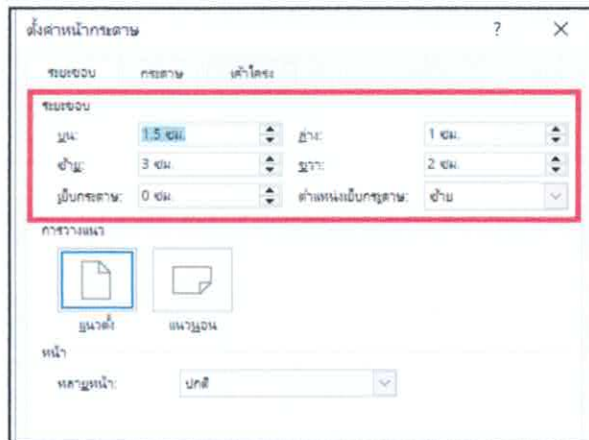 ตั้งค่าหน้ากระดาษ ? ×
ระยะขอบ กระดาษ เค้าโครง
ระยะขอบ
บน: 1.5 ซม. ล่าง: 1 ซม.
ซ้าย: 3 ซม. ขวา: 2 ซม.
เย็บกระดาษ: 0 ซม. ตำแหน่งเย็บกระดาษ: ซ้าย
การวางแนว
แนวตั้ง แนวนอน
หน้า
หลายหน้า: ปกติ